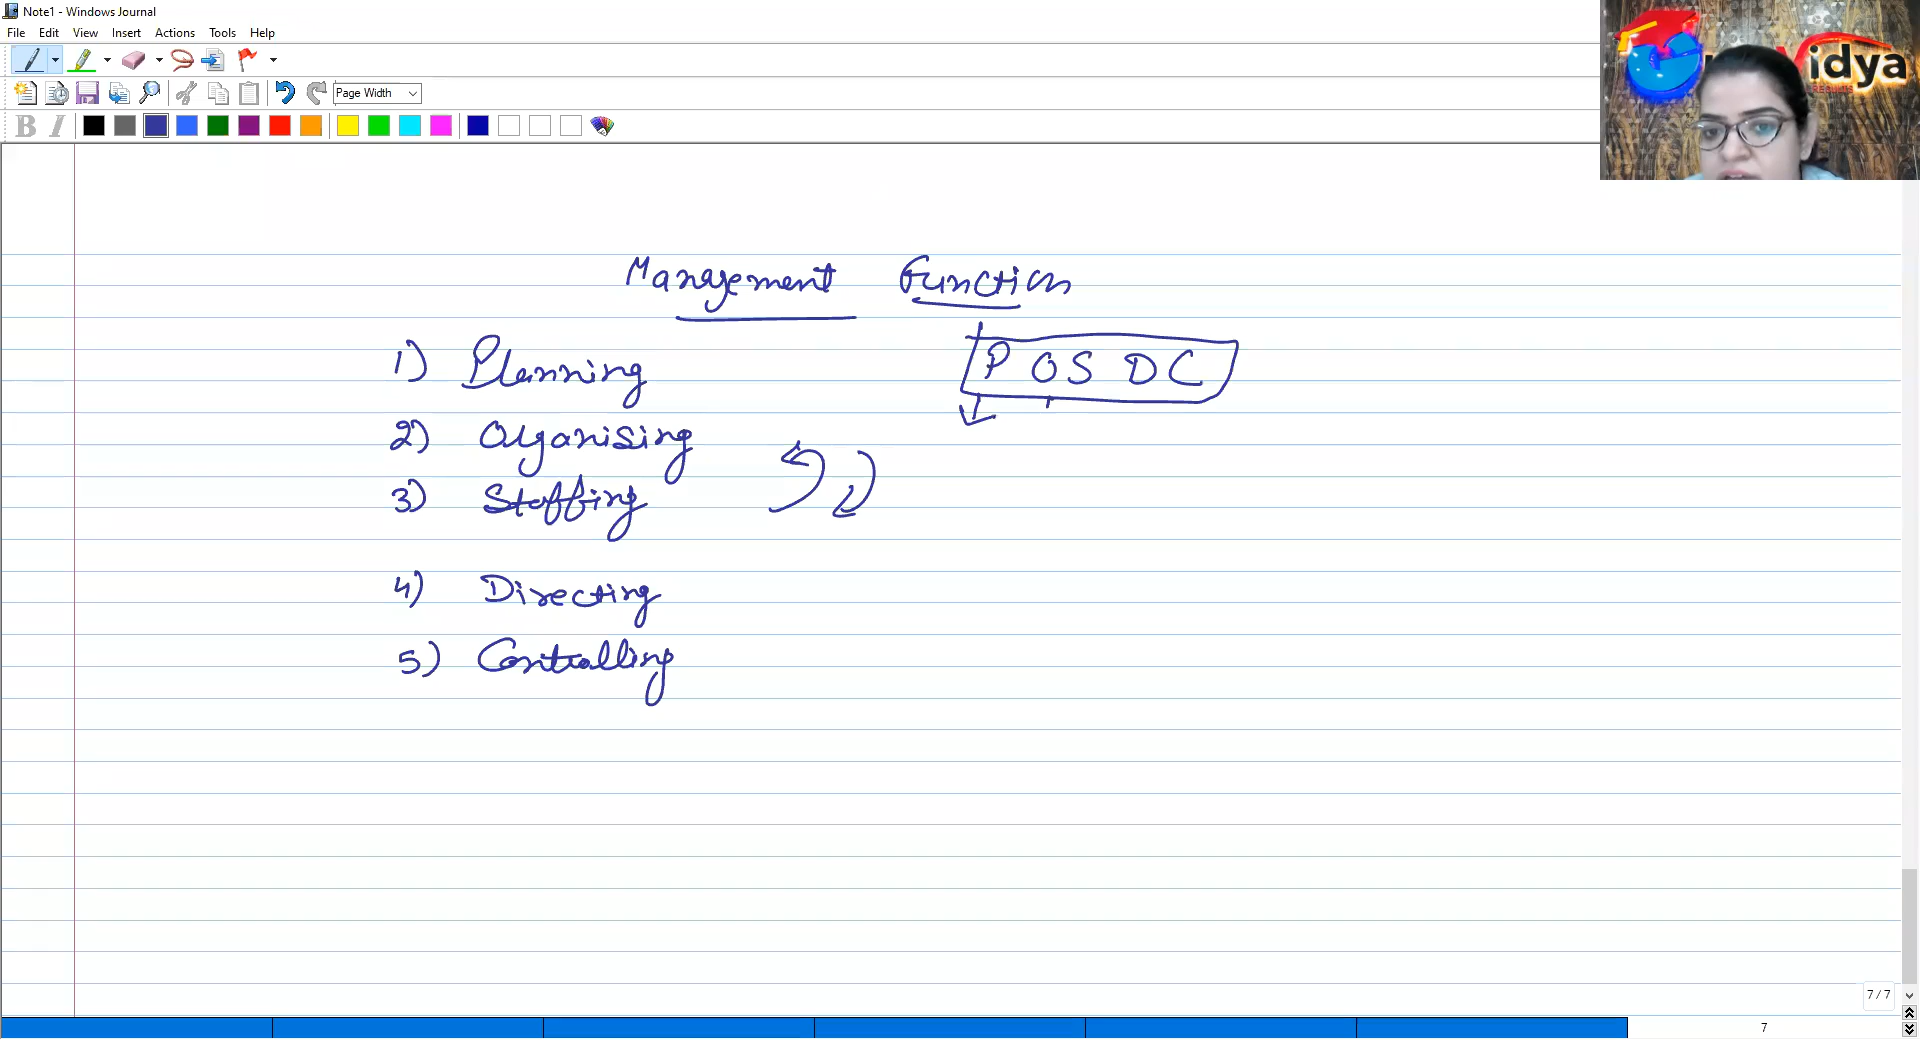 Note1 - Windows Journal
File Edit View Insert Actions Tools Help
Page Width
B I
idya
Management Function
1) Planning
P O S D C
2) Organising
3) Staffing
4) Directing
5) Controlling
7 / 7
7